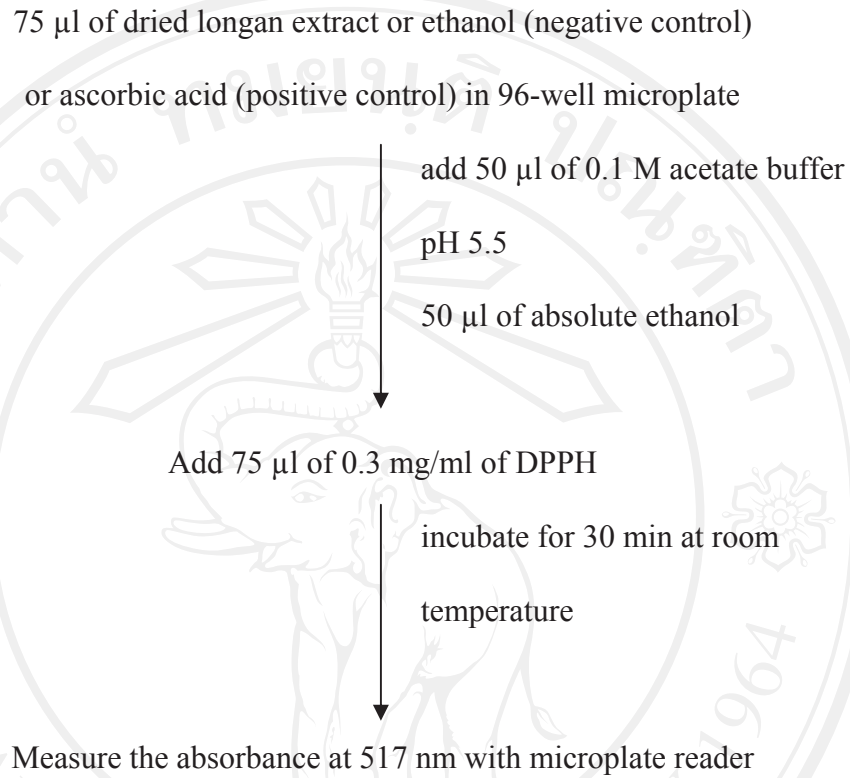 75 µl of dried longan extract or ethanol (negative control)
or ascorbic acid (positive control) in 96-well microplate
add 50 µl of 0.1 M acetate buffer
pH 5.5
50 µl of absolute ethanol
Add 75 µl of 0.3 mg/ml of DPPH
incubate for 30 min at room
temperature
Measure the absorbance at 517 nm with microplate reader
1964